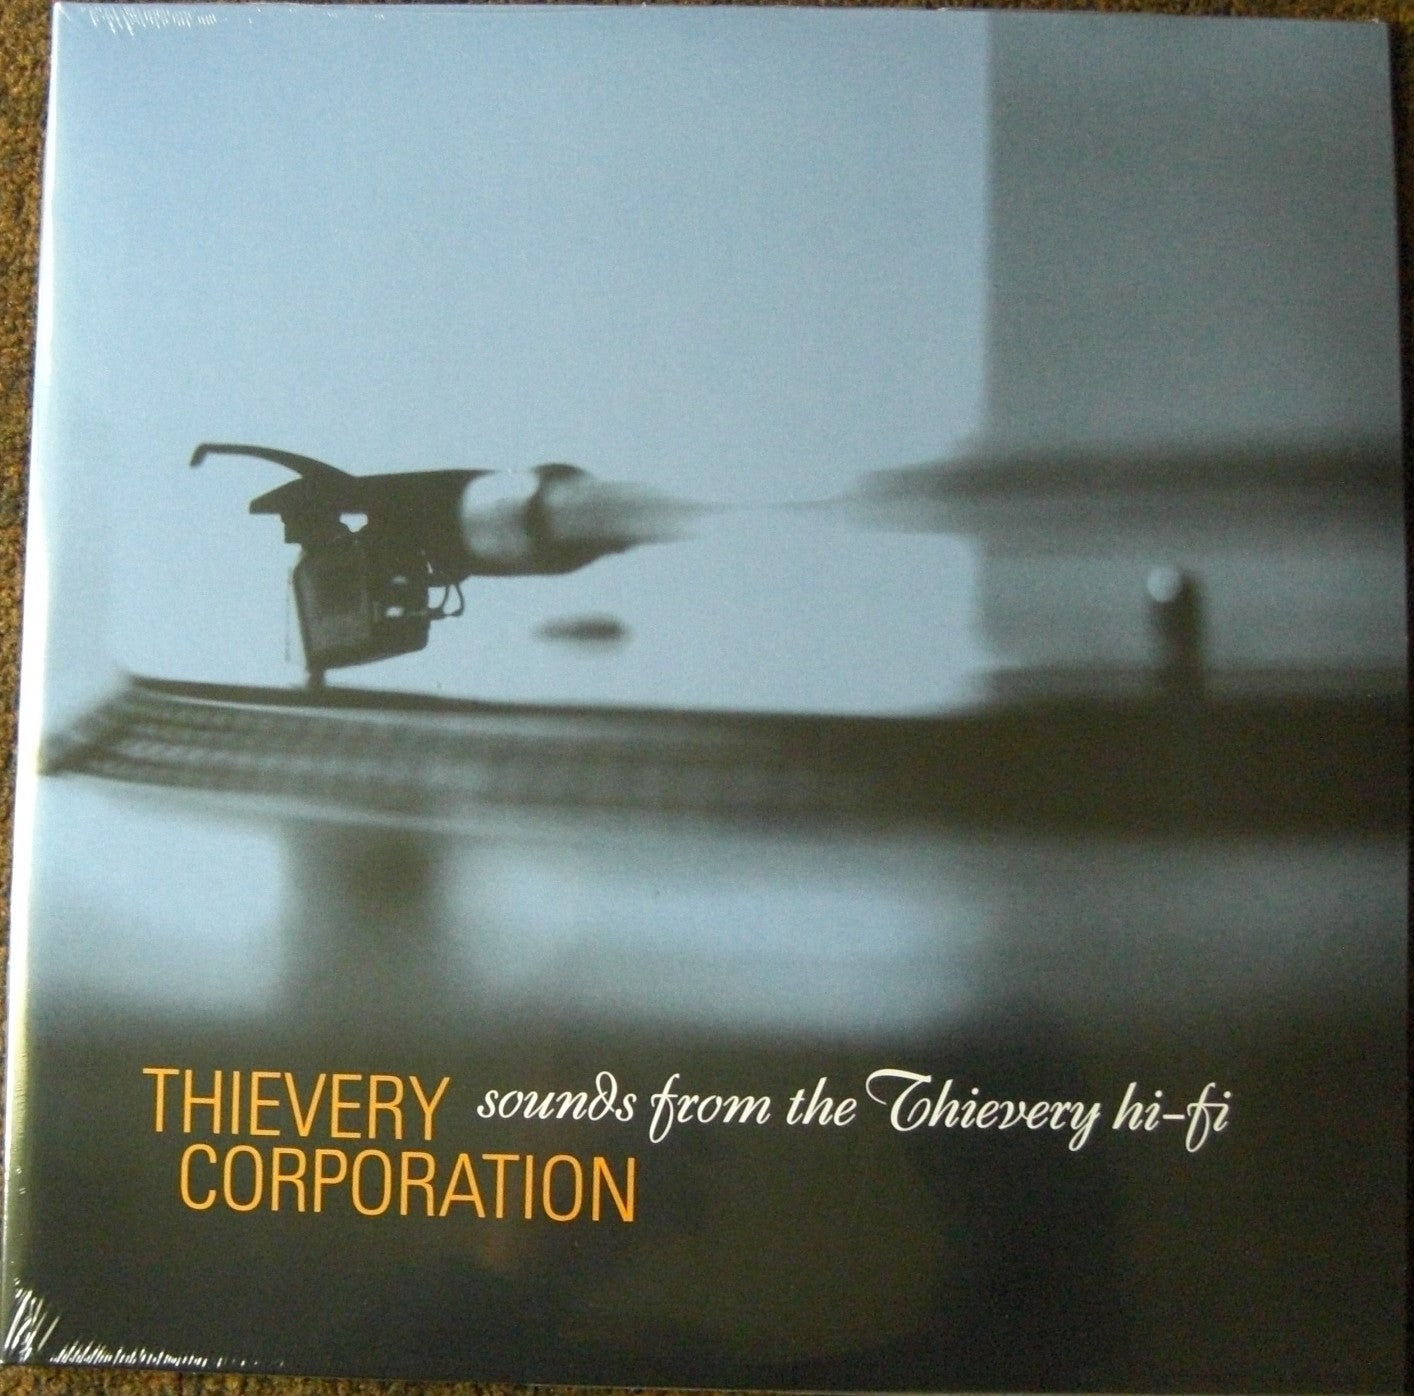 THIEVERY sounds from the Thievery hi-fi
CORPORATION